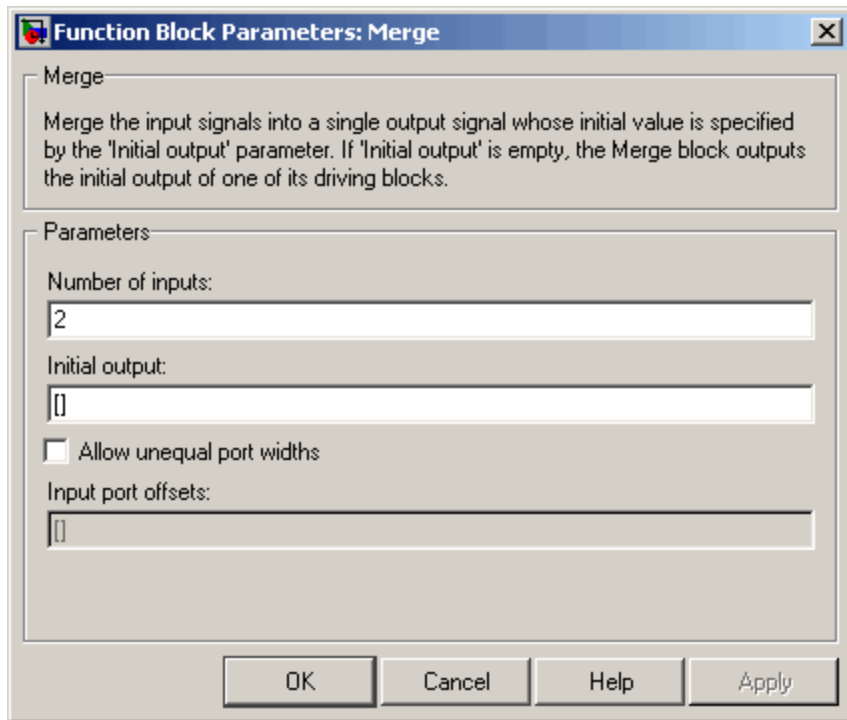 Function Block Parameters: Merge
Merge
Merge the input signals into a single output signal whose initial value is specified
by the 'Initial output' parameter. If 'Initial output' is empty, the Merge block outputs
the initial output of one of its driving blocks.
Parameters
Number of inputs:
2
Initial output:
[]
Allow unequal port widths
Input port offsets:
[]
OK Cancel Help Apply